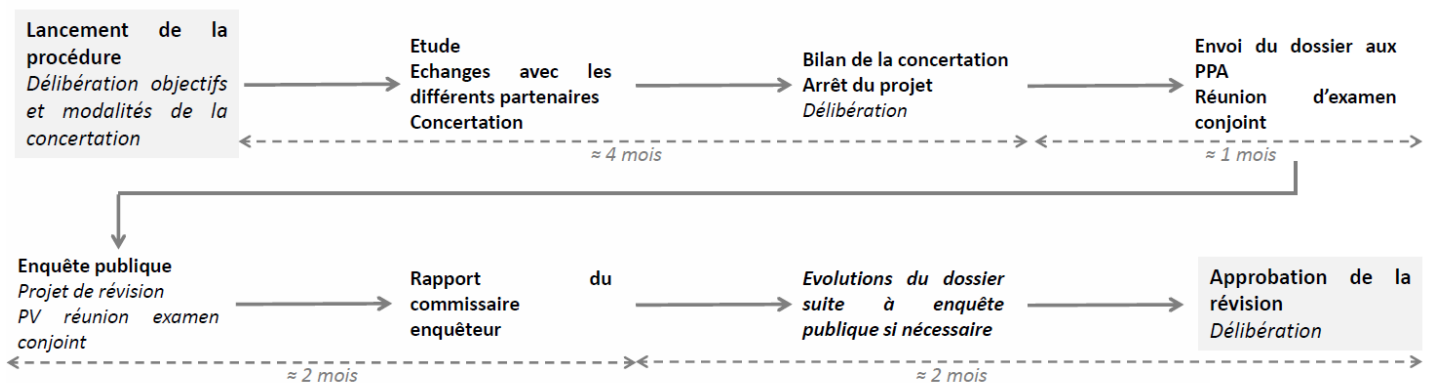 Lancement de la
procédure
Délibération objectifs
et modalités de la
concertation
Etude
Echanges avec les
différents partenaires
Concertation
Bilan de la concertation
Arrêt du projet
Délibération
Envoi du dossier aux
PPA
Réunion d'examen
conjoint
≈ 4 mois
≈ 1 mois
Enquête publique
Projet de révision
PV réunion examen
conjoint
Rapport du
commissaire
enquêteur
Evolutions du dossier
suite à enquête
publique si nécessaire
Approbation de la
révision
Délibération
≈ 2 mois
≈ 2 mois